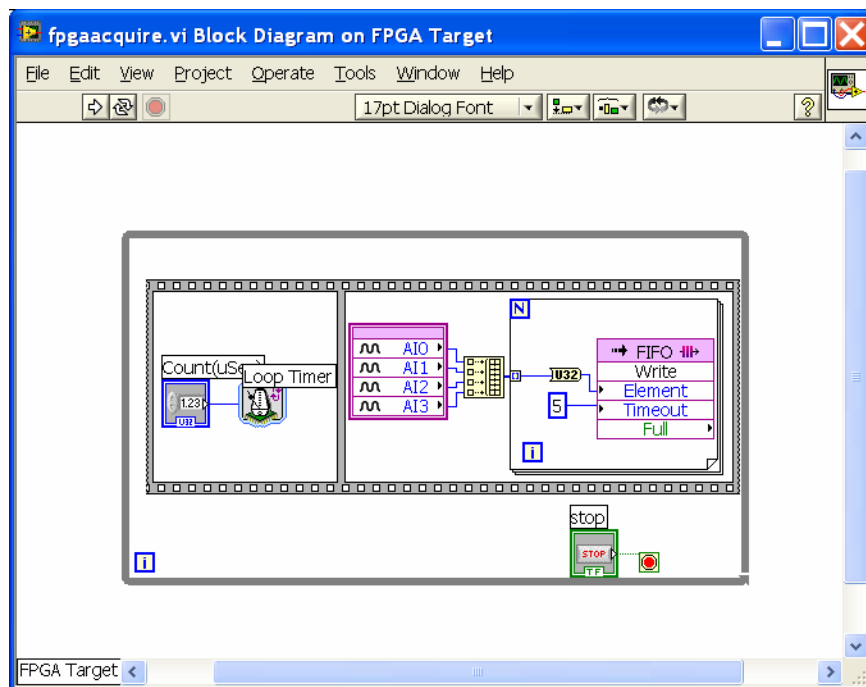 fpgaacquire.vi Block Diagram on FPGA Target
File Edit View Project Operate Tools Window Help
17pt Dialog Font
?
N
Count(uSe
Loop Timer
1.23
U32
AI0
AI1
AI2
AI3
U32
5
FIFO
Write
Element
Timeout
Full
i
stop
STOP
TF
i
FPGA Target